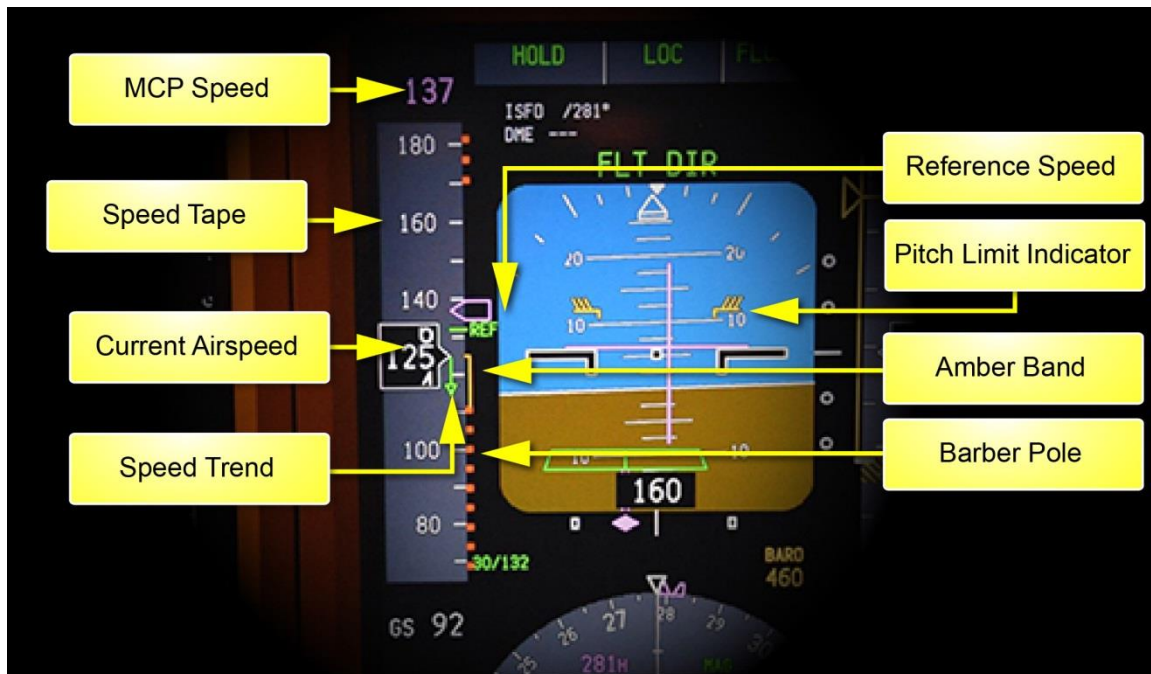 HOLD LOC
MCP Speed
137
ISFO /281°
DME ---
FLT DIR
180
160
140
125
100
80
Speed Tape
Reference Speed
Pitch Limit Indicator
20 20
10 10
REF
Current Airspeed
Amber Band
Speed Trend
Barber Pole
10 10
160
30/132
BARO
460
GS 92
25 26 27 28 29 30
281H MAG